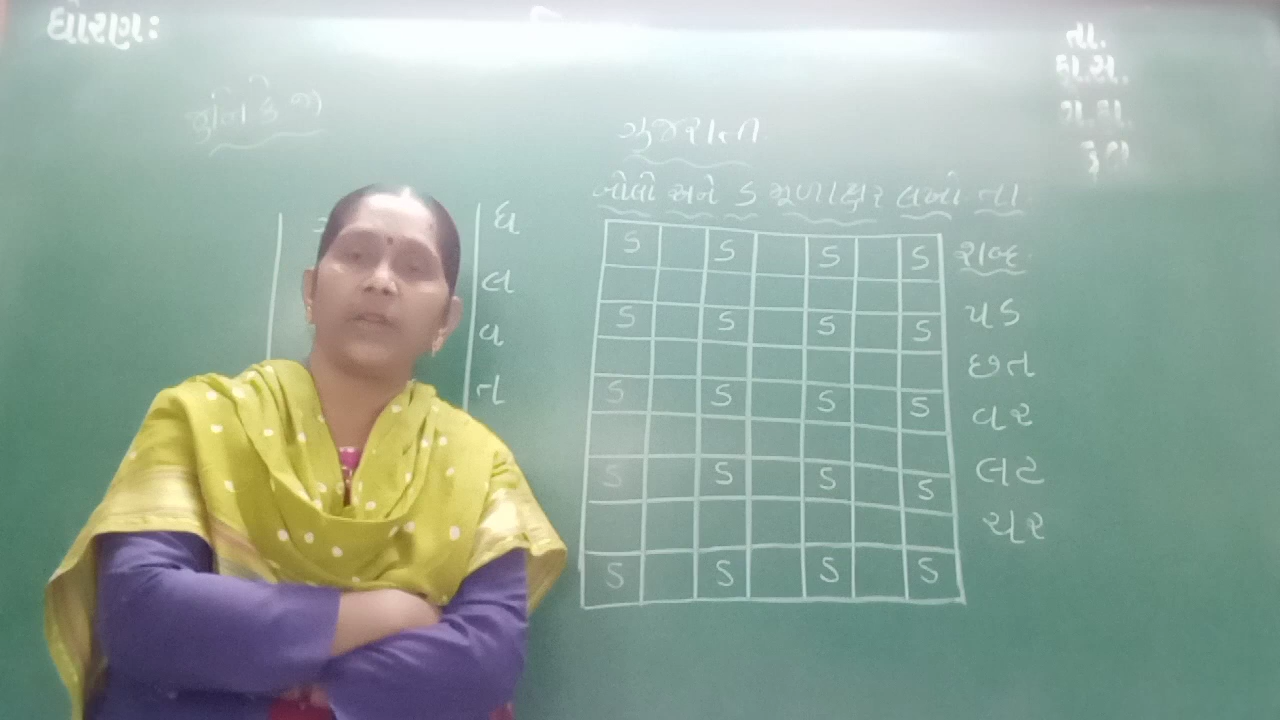 ધોરણઃ
તા.
કા.સ.
ગે.હા.
કુલ
જુનિ કે જી
ગુજરાતી
બોલો અને ડ મૂળાક્ષર લખો તા
ડ ડ ડ ડ
ડ ડ ડ ડ
ડ ડ ડ ડ
ડ ડ ડ ડ
ડ ડ ડ ડ
શબ્દ
પડ
છત
વર
લટ
ચર
ઘ
લ
વ
ન